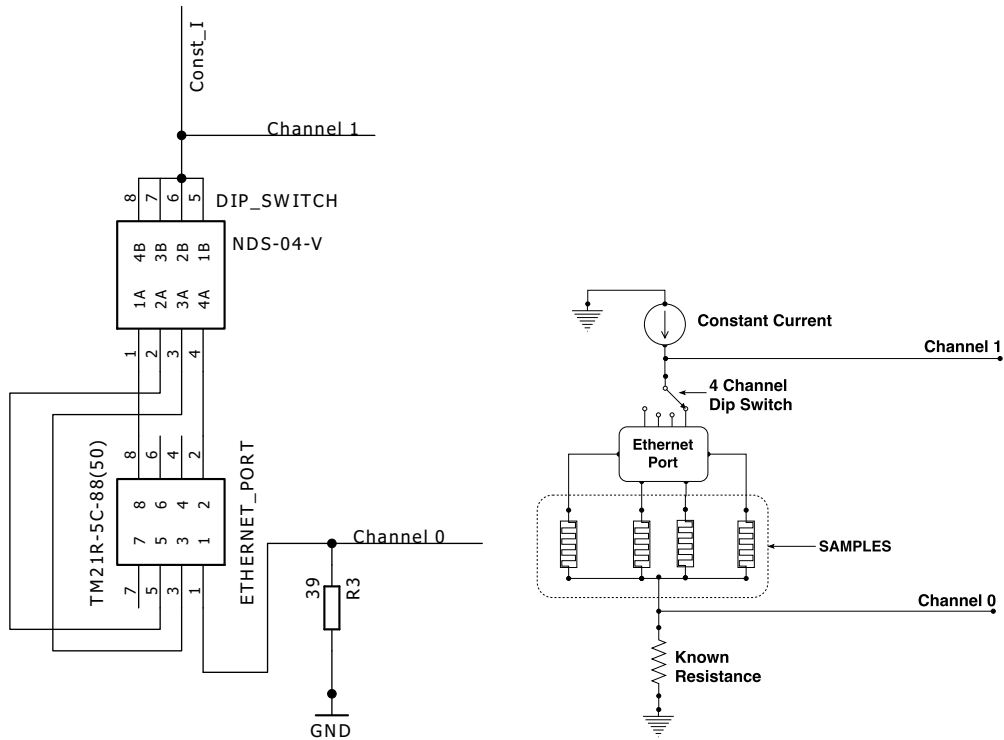 Const_I
Channel 1
8 7 6 5
DIP_SWITCH
4B 3B 2B 1B
NDS-04-V
1A 2A 3A 4A
1 2 3 4
TM21R-5C-88(50)
8 6 4 2
8 6 4 2
7 5 3 1
7 5 3 1
ETHERNET_PORT
Channel 0
39
R3
GND
Constant Current
Channel 1
4 Channel
Dip Switch
Ethernet
Port
SAMPLES
Channel 0
Known
Resistance